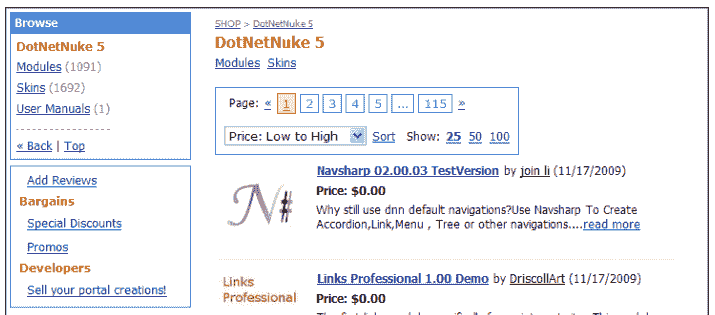 Browse
DotNetNuke 5
Modules (1091)
Skins (1692)
User Manuals (1)
« Back | Top
Add Reviews
Bargains
Special Discounts
Promos
Developers
Sell your portal creations!
SHOP > DotNetNuke 5
DotNetNuke 5
Modules Skins
Page: « 1 2 3 4 5 ... 115 »
Price: Low to High Sort Show: 25 50 100
N#
Navsharp 02.00.03 TestVersion by join li (11/17/2009)
Price: $0.00
Why still use dnn default navigations?Use Navsharp To Create
Accordion,Link,Menu , Tree or other navigations....read more
Links
Professional
Links Professional 1.00 Demo by DriscollArt (11/17/2009)
Price: $0.00